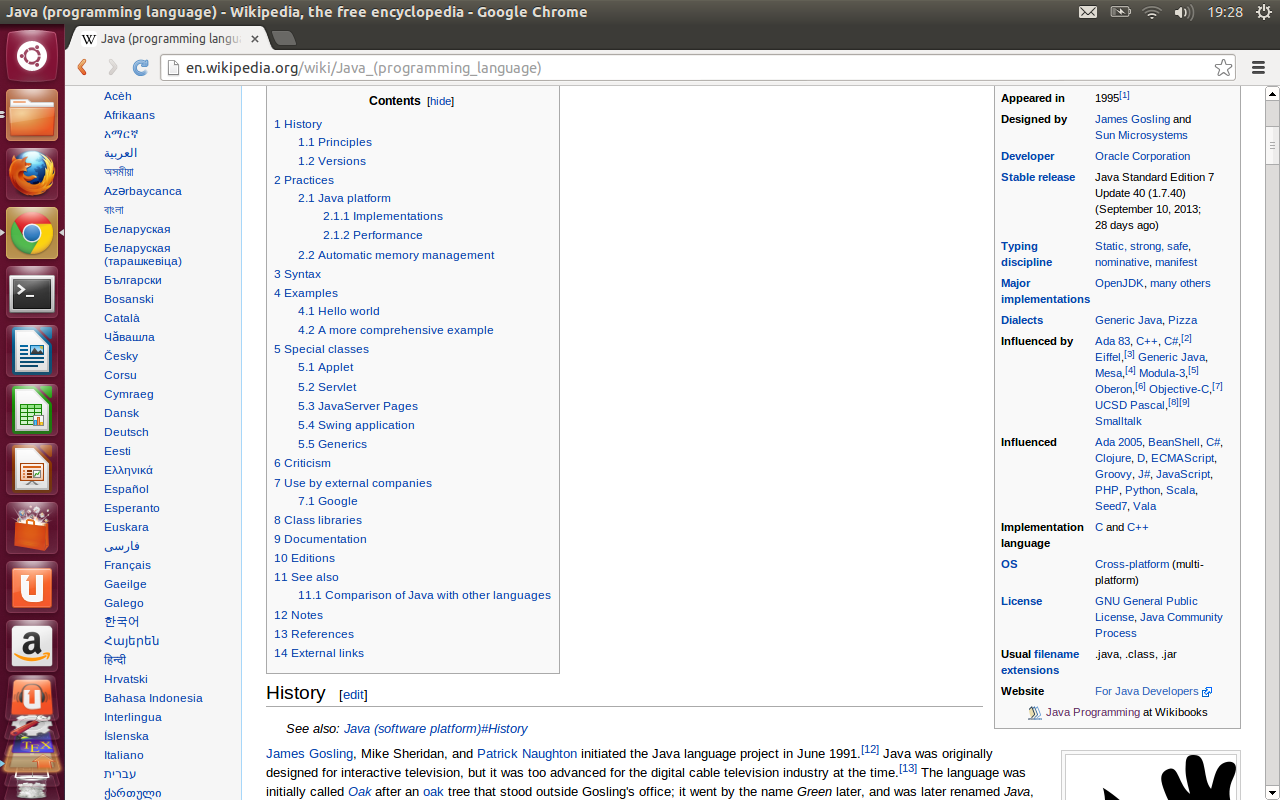 Java (programming language) - Wikipedia, the free encyclopedia - Google Chrome
19:28
Java (programming langu
en.wikipedia.org/wiki/Java_(programming_language)
Acèh
Afrikaans
አማርኛ
العربية
অসমীয়া
Azərbaycanca
বাংলা
Беларуская
Беларуская
(тарашкевіца)
Български
Bosanski
Català
Чӑвашла
Česky
Corsu
Cymraeg
Dansk
Deutsch
Eesti
Ελληνικά
Español
Esperanto
Euskara
فارسی
Français
Gaeilge
Galego
한국어
Հայերեն
हिन्दी
Hrvatski
Bahasa Indonesia
Interlingua
Íslenska
Italiano
עברית
ქართული
Contents [hide]
1 History
1.1 Principles
1.2 Versions
2 Practices
2.1 Java platform
2.1.1 Implementations
2.1.2 Performance
2.2 Automatic memory management
3 Syntax
4 Examples
4.1 Hello world
4.2 A more comprehensive example
5 Special classes
5.1 Applet
5.2 Servlet
5.3 JavaServer Pages
5.4 Swing application
5.5 Generics
6 Criticism
7 Use by external companies
7.1 Google
8 Class libraries
9 Documentation
10 Editions
11 See also
11.1 Comparison of Java with other languages
12 Notes
13 References
14 External links
History [edit]
See also: Java (software platform)#History
James Gosling, Mike Sheridan, and Patrick Naughton initiated the Java language project in June 1991.[12] Java was originally
designed for interactive television, but it was too advanced for the digital cable television industry at the time.[13] The language was
initially called Oak after an oak tree that stood outside Gosling's office; it went by the name Green later, and was later renamed Java,
Appeared in 1995[1]
Designed by James Gosling and
Sun Microsystems
Developer Oracle Corporation
Stable release Java Standard Edition 7
Update 40 (1.7.40)
(September 10, 2013;
28 days ago)
Typing Static, strong, safe,
discipline nominative, manifest
Major OpenJDK, many others
implementations
Dialects Generic Java, Pizza
Influenced by Ada 83, C++, C#,[2]
Eiffel,[3] Generic Java,
Mesa,[4] Modula-3,[5]
Oberon,[6] Objective-C,[7]
UCSD Pascal,[8][9]
Smalltalk
Influenced Ada 2005, BeanShell, C#,
Clojure, D, ECMAScript,
Groovy, J#, JavaScript,
PHP, Python, Scala,
Seed7, Vala
Implementation C and C++
language
OS Cross-platform (multi-
platform)
License GNU General Public
License, Java Community
Process
Usual filename .java, .class, .jar
extensions
Website For Java Developers
Java Programming at Wikibooks